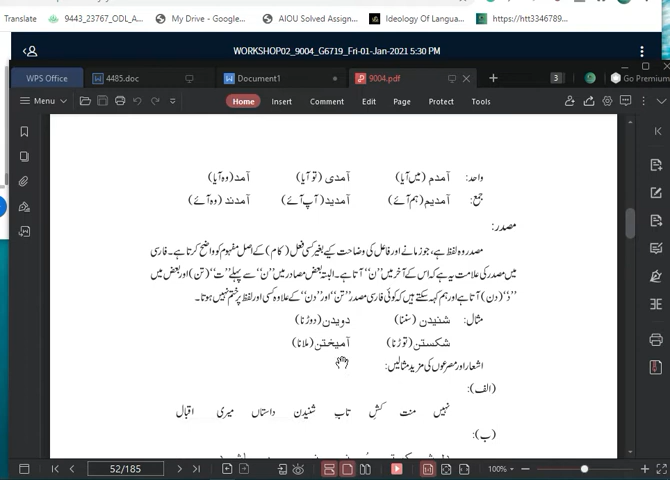 Translate 9443_23767_ODL_A... My Drive - Google... AIOU Solved Assign... Ideology Of Langua... https://htt3346789...
WORKSHOP02_9004_G6719_Fri-01-Jan-2021 5:30 PM
WPS Office 4485.doc Document1 9004.pdf 3 Go Premium
Menu Home Insert Comment Edit Page Protect Tools
واحد: آمدم (میں آیا) آمدی (تو آیا) آمد (وہ آیا)
جمع: آمدیم (ہم آئے) آمدید (آپ آئے) آمدند (وہ آئے)
مصدر:
مصدر وہ لفظ ہے، جو زمانے اور فاعل کی وضاحت کیے بغیر کسی فعل (کام) کے اصل مفہوم کو واضح کرتا ہے۔ فارسی
میں مصدر کی علامت یہ ہے کہ اس کے آخر میں "ن" آتا ہے۔ البتہ بعض مصادر میں "ن" سے پہلے "ت" (تن) اور بعض میں
"د" (دن) آتا ہے اور ہم کہہ سکتے ہیں کہ کوئی فارسی مصدر "تن" اور "دن" کے علاوہ کسی اور لفظ پر ختم نہیں ہوتا۔
مثال: شنیدن (سننا) دویدن (دوڑنا)
شکستن (توڑنا) آمیختن (ملانا)
اشعار اور مصرعوں کی مزید مثالیں:
(الف):
نہیں منت کشِ تابِ شنیدن داستاں میری اقبال
(ب):
52/185 100%